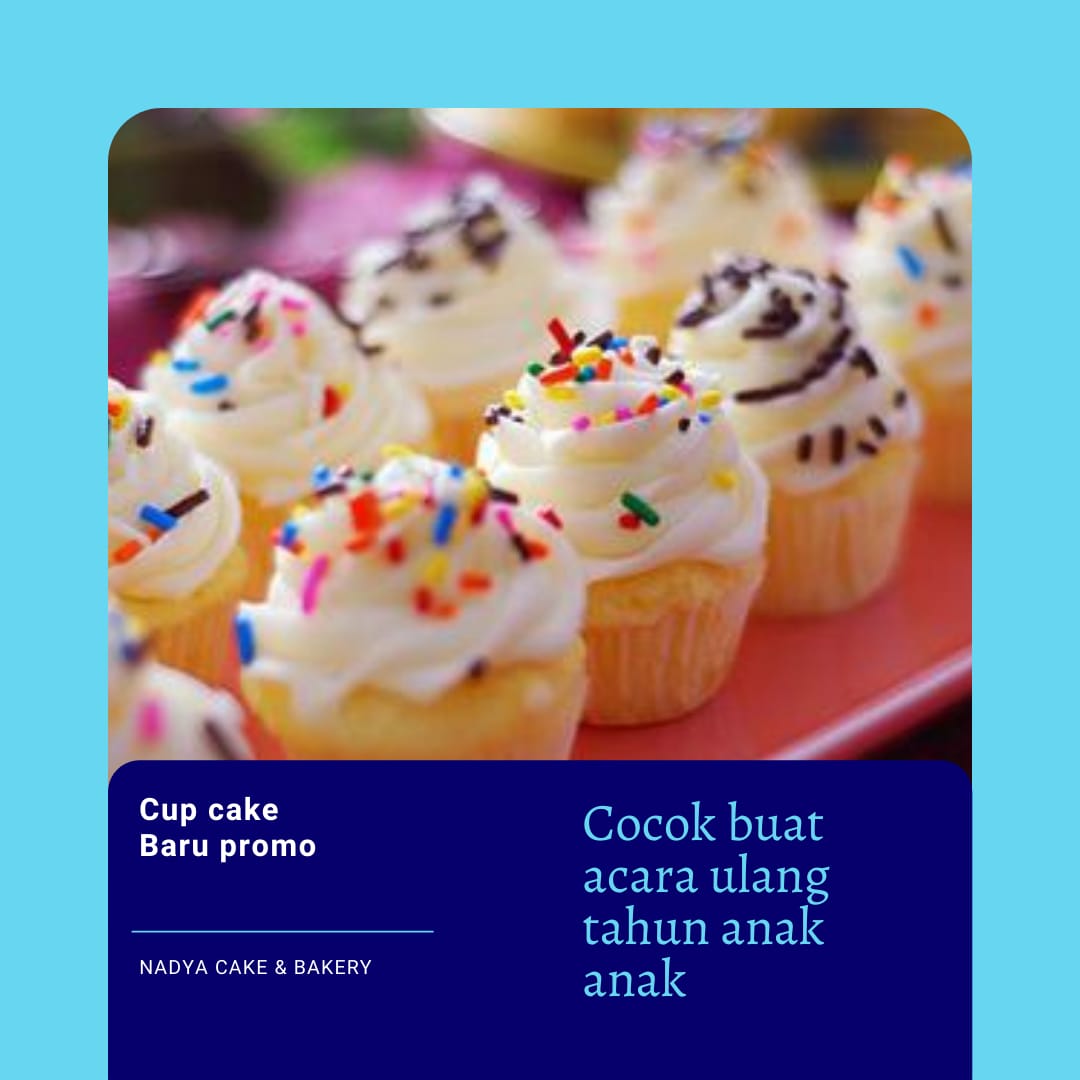 Cup cake
Baru promo
NADYA CAKE & BAKERY
Cocok buat
acara ulang
tahun anak
anak